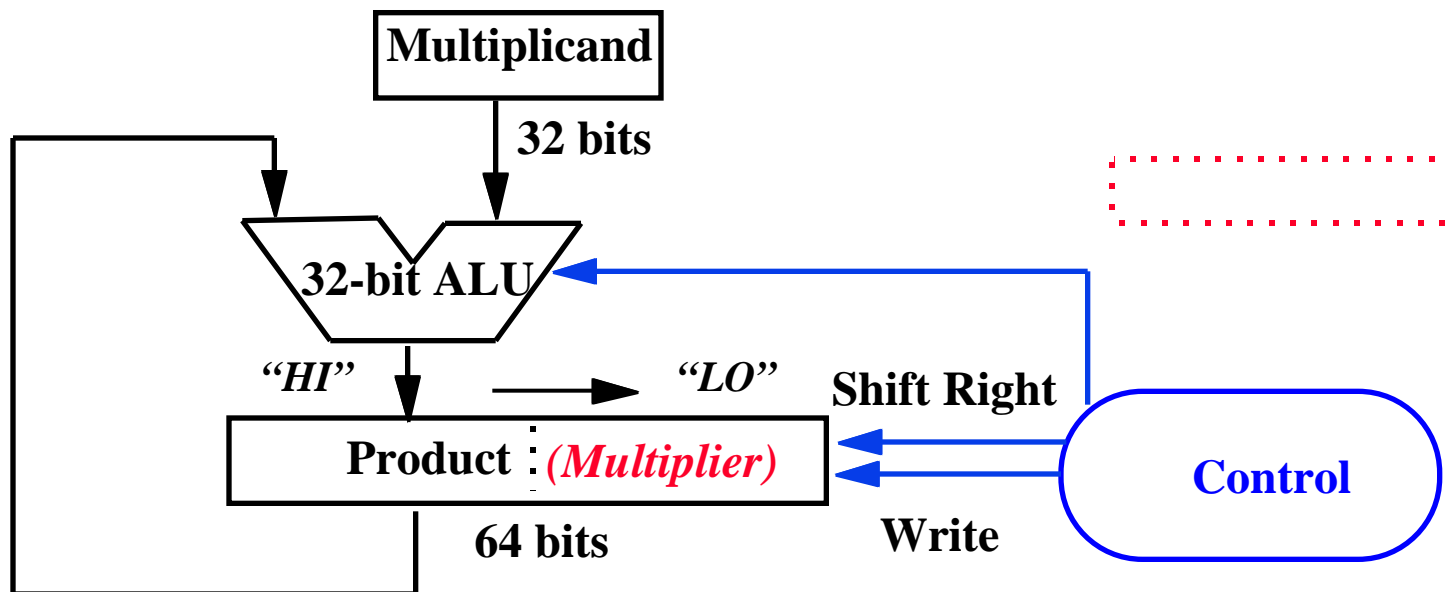 Multiplicand
32 bits
32-bit ALU
“HI”
“LO”
Shift Right
Product
(Multiplier)
Control
64 bits
Write